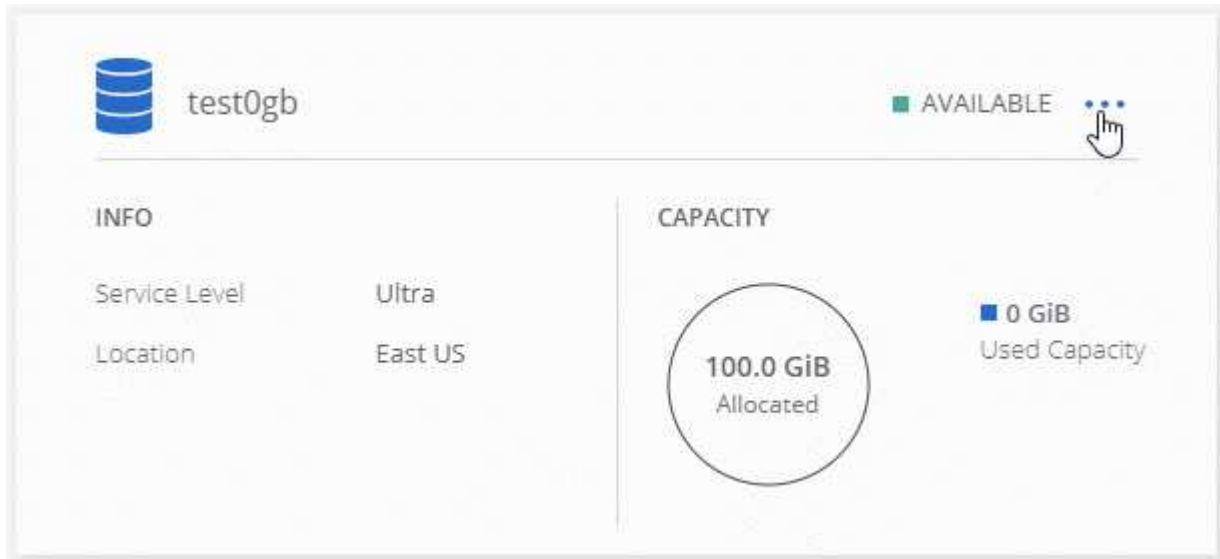 test0gb
AVAILABLE
INFO
Service Level Ultra
Location East US
CAPACITY
100.0 GiB
Allocated
0 GiB
Used Capacity